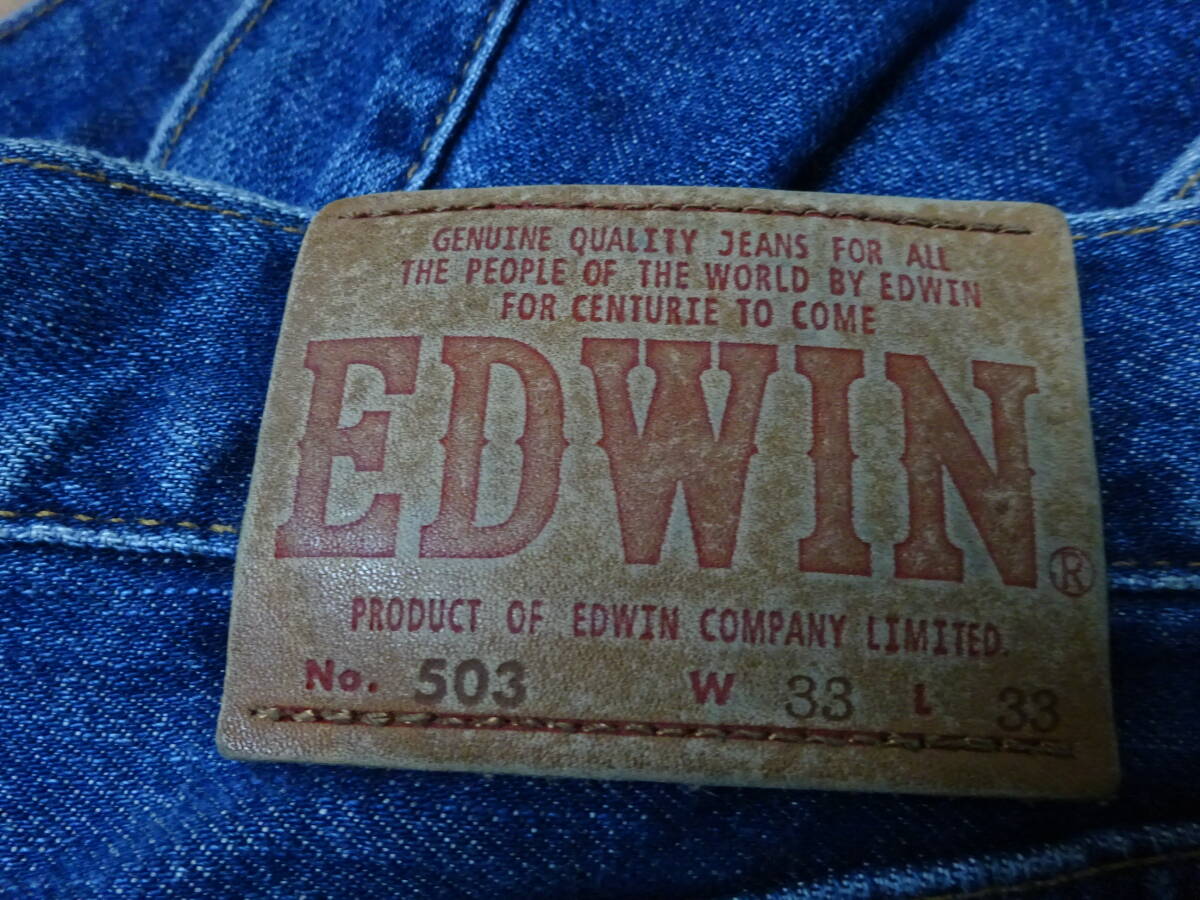 GENUINE QUALITY JEANS FOR ALL
THE PEOPLE OF THE WORLD BY EDWIN
FOR CENTURIE TO COME
EDWIN®
PRODUCT OF EDWIN COMPANY LIMITED.
No. 503 W 33 L 33